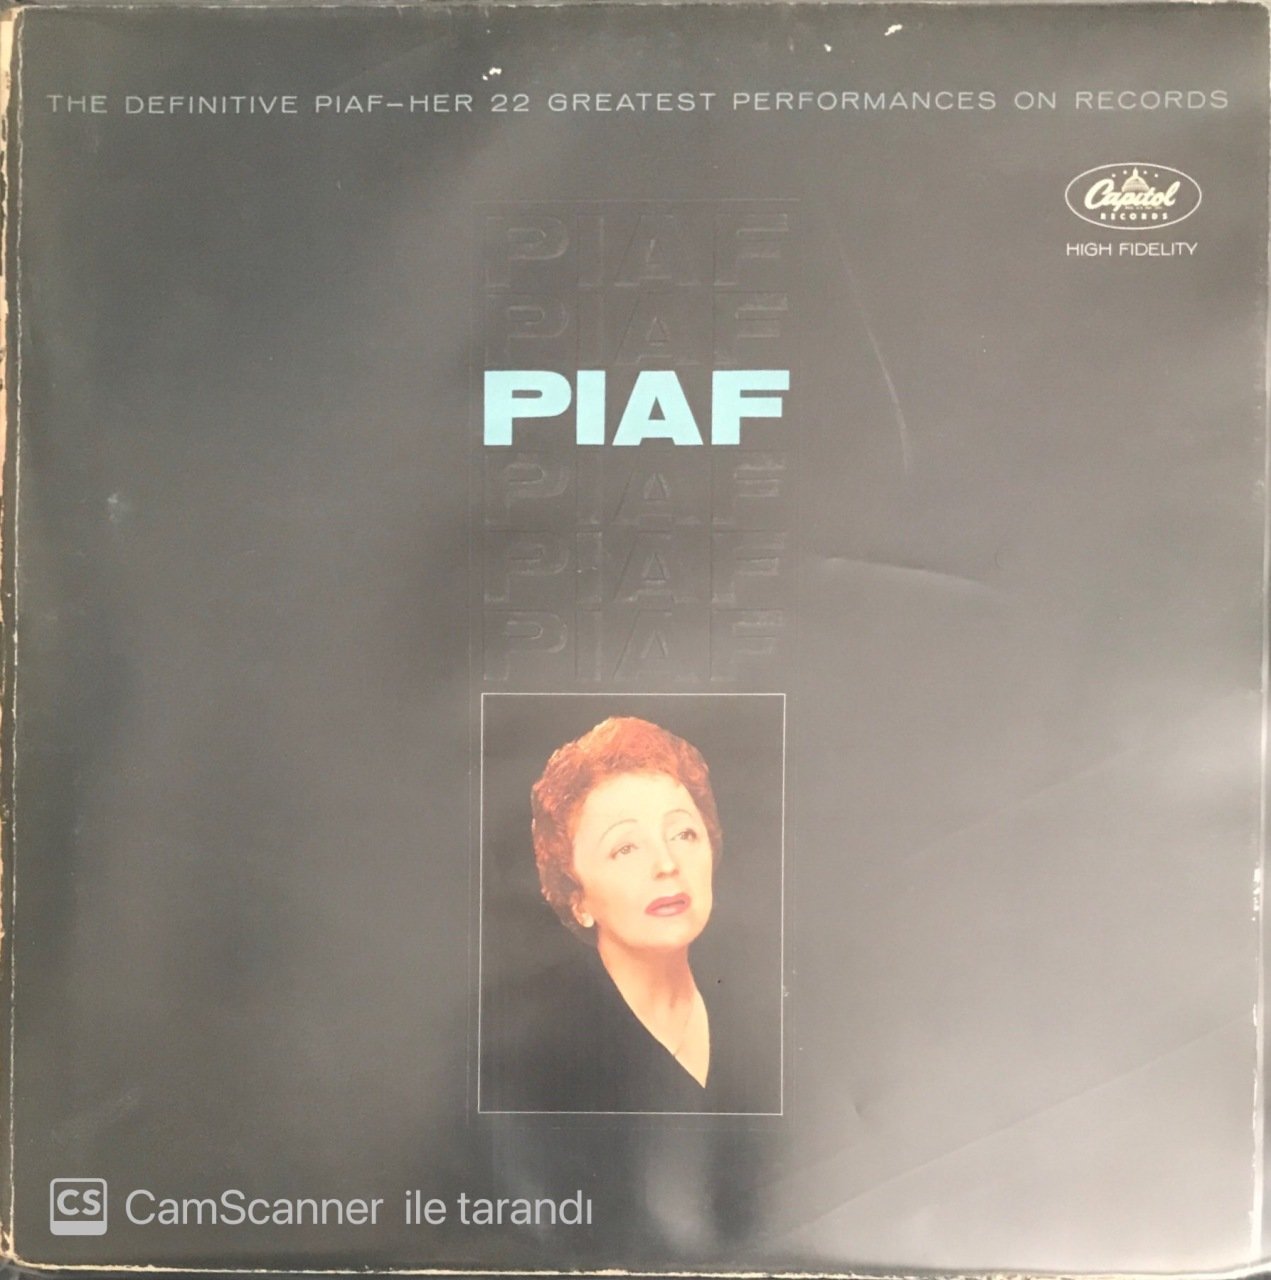 THE DEFINITIVE PIAF–HER 22 GREATEST PERFORMANCES ON RECORDS
Capitol
RECORDS
HIGH FIDELITY
PIAF
PIAF
PIAF
PIAF
PIAF
PIAF
CS CamScanner ile tarandı